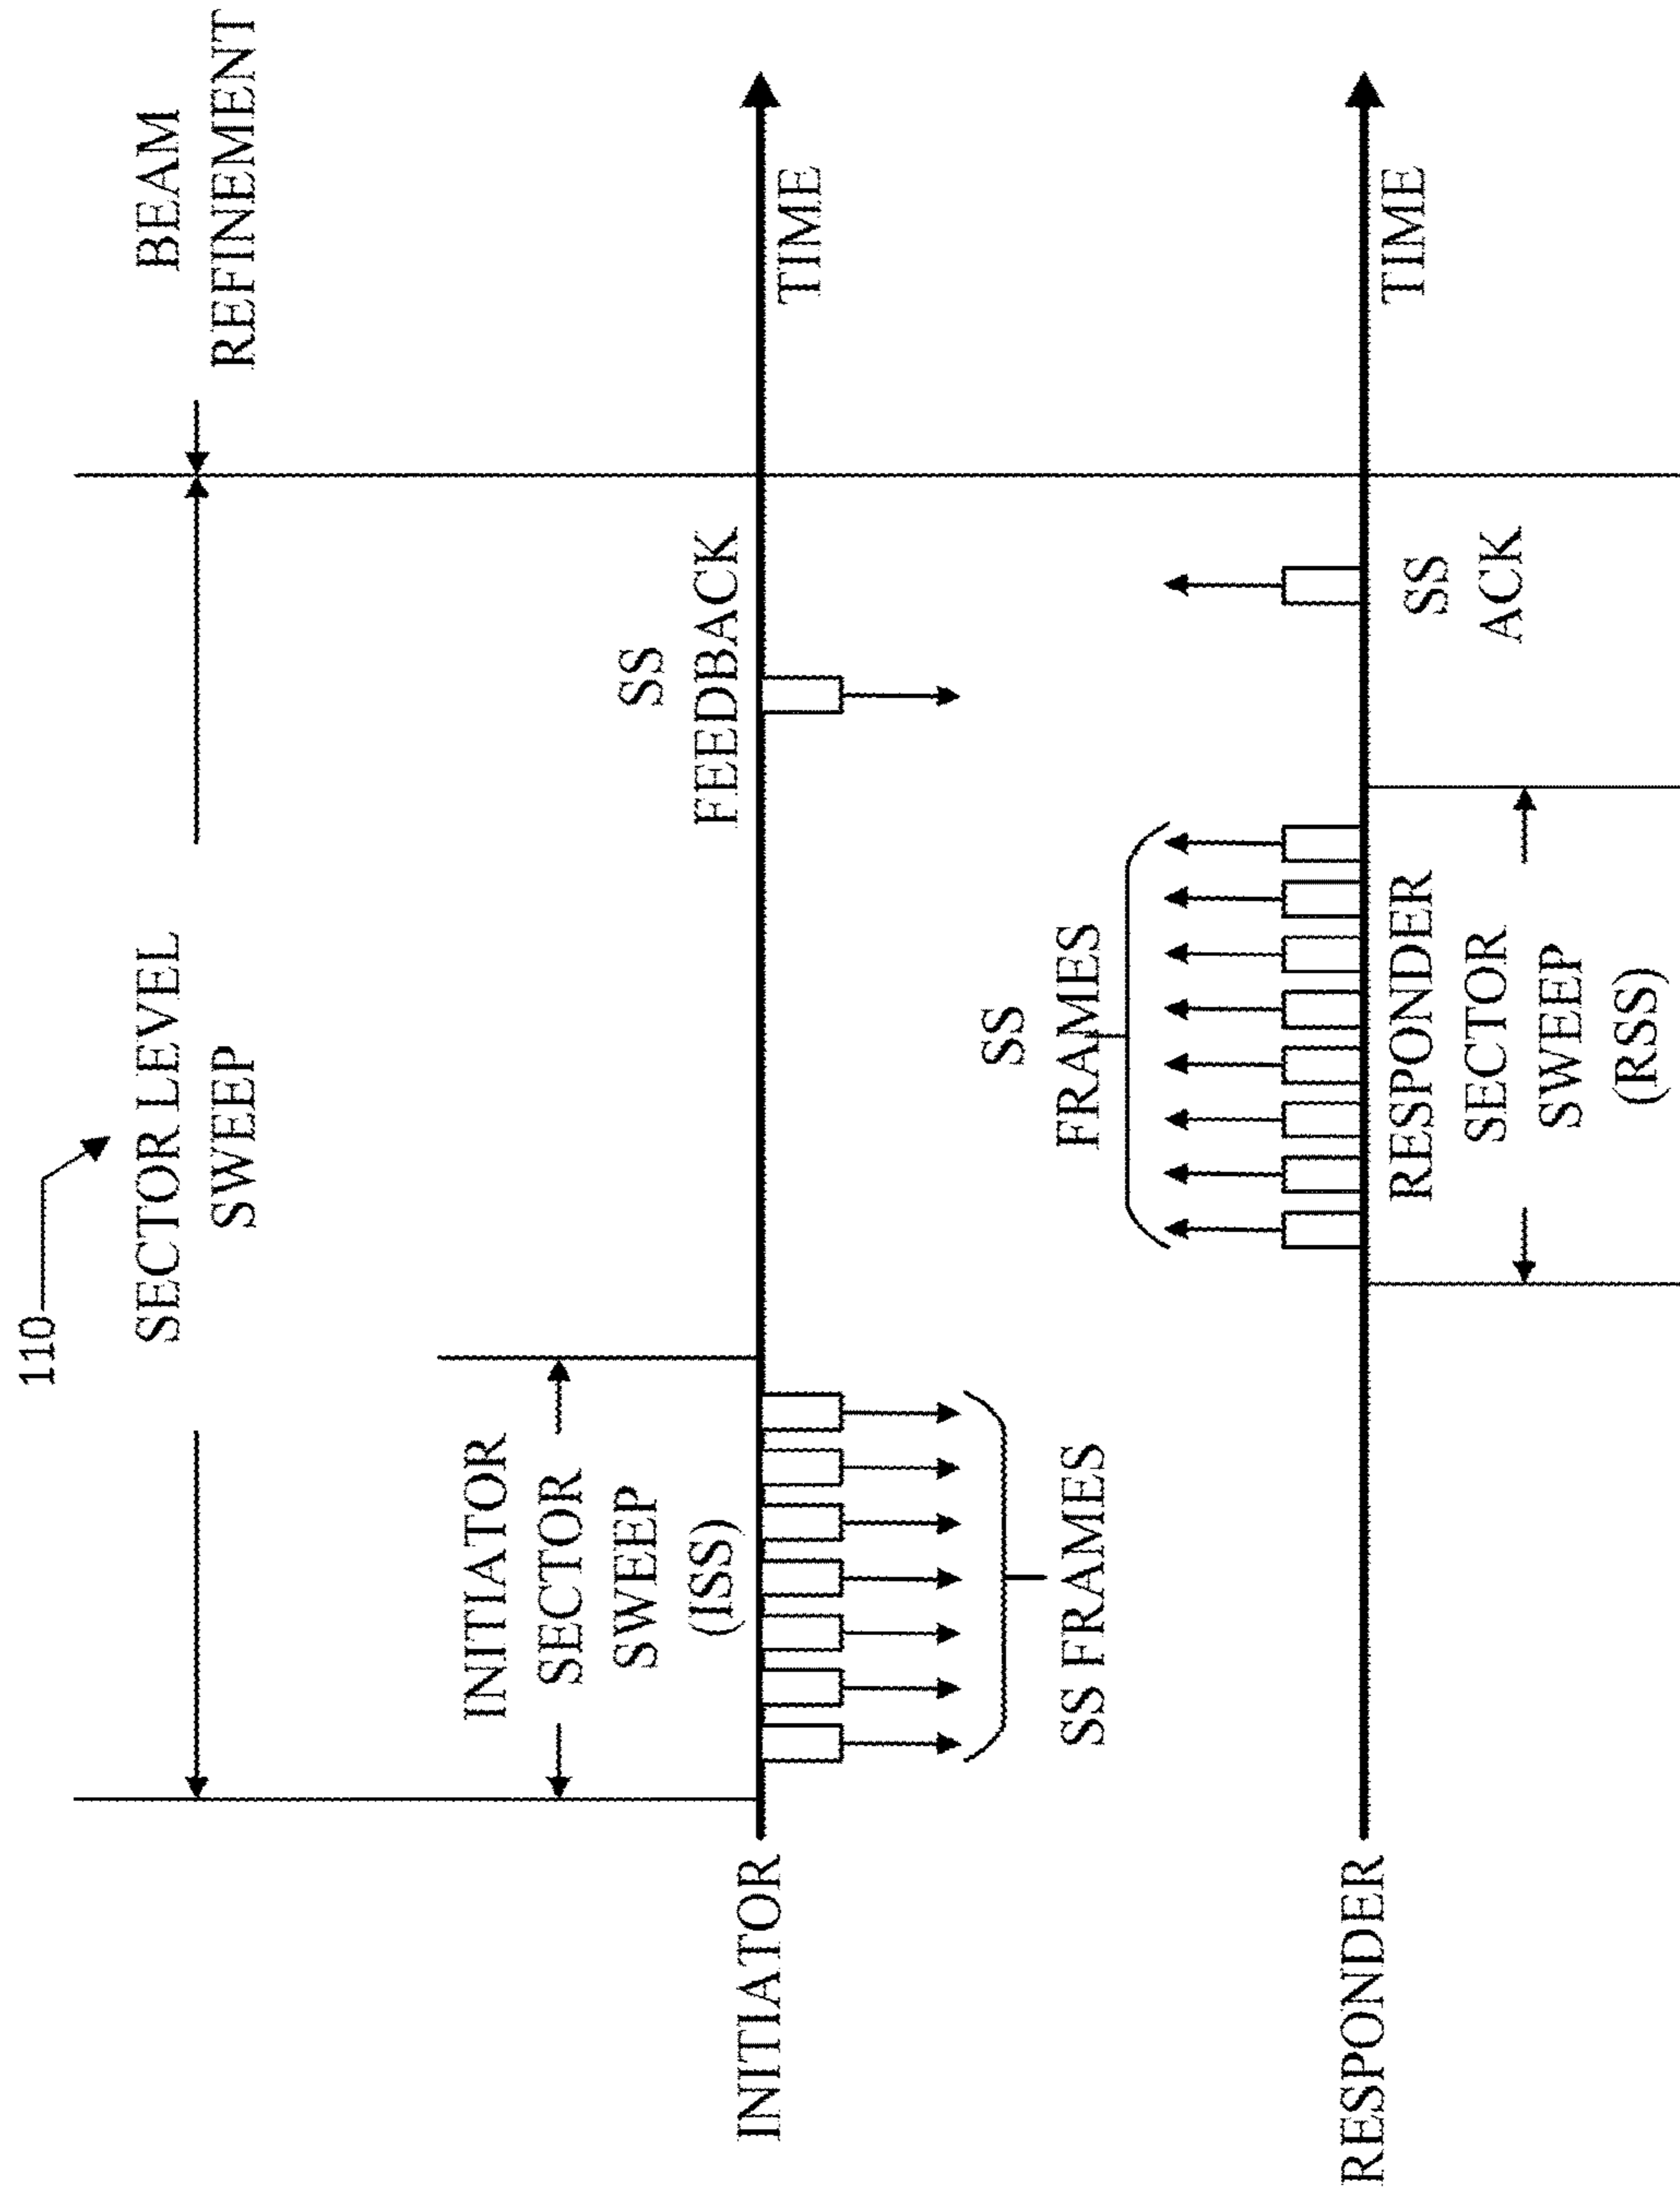 110
SECTOR LEVEL
SWEEP
BEAM
REFINEMENT
INITIATOR
SECTOR
SWEEP
(ISS)
SS
FEEDBACK
INITIATOR
TIME
SS FRAMES
SS
FRAMES
RESPONDER
TIME
RESPONDER
SECTOR
SWEEP
(RSS)
SS
ACK